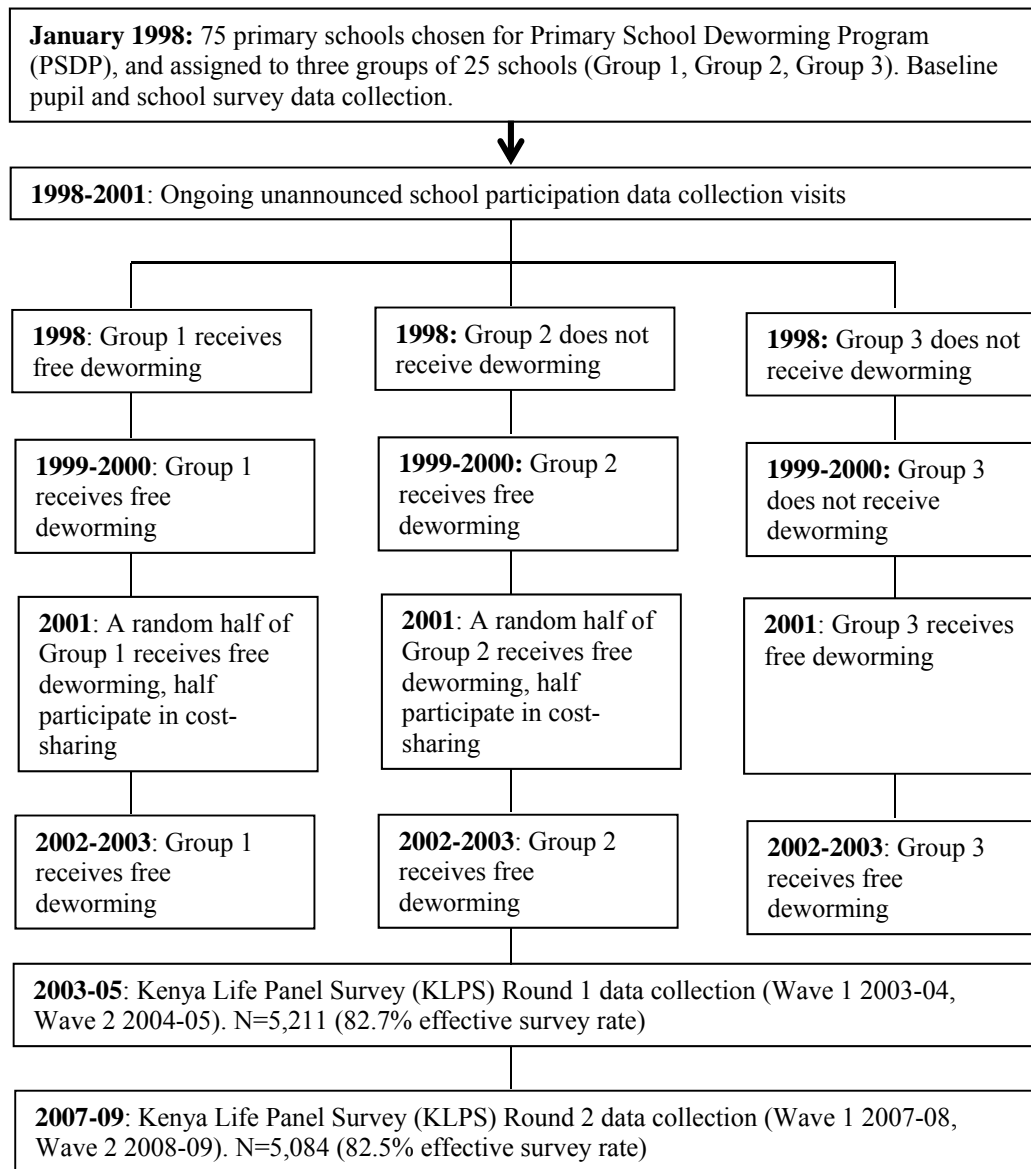 January 1998: 75 primary schools chosen for Primary School Deworming Program
(PSDP), and assigned to three groups of 25 schools (Group 1, Group 2, Group 3). Baseline
pupil and school survey data collection.
1998-2001: Ongoing unannounced school participation data collection visits
1998: Group 1 receives
free deworming
1998: Group 2 does not
receive deworming
1998: Group 3 does not
receive deworming
1999-2000: Group 1
receives free
deworming
1999-2000: Group 2
receives free
deworming
1999-2000: Group 3
does not receive
deworming
2001: A random half of
Group 1 receives free
deworming, half
participate in cost-
sharing
2001: A random half of
Group 2 receives free
deworming, half
participate in cost-
sharing
2001: Group 3 receives
free deworming
2002-2003: Group 1
receives free
deworming
2002-2003: Group 2
receives free
deworming
2002-2003: Group 3
receives free
deworming
2003-05: Kenya Life Panel Survey (KLPS) Round 1 data collection (Wave 1 2003-04,
Wave 2 2004-05). N=5,211 (82.7% effective survey rate)
2007-09: Kenya Life Panel Survey (KLPS) Round 2 data collection (Wave 1 2007-08,
Wave 2 2008-09). N=5,084 (82.5% effective survey rate)